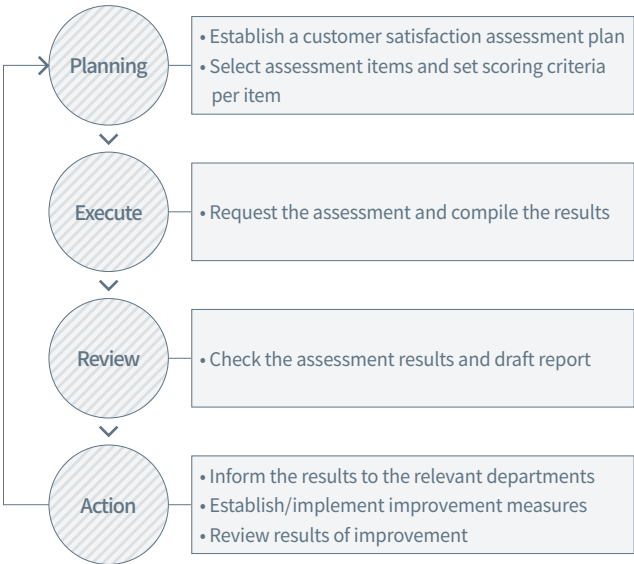 Planning
• Establish a customer satisfaction assessment plan
• Select assessment items and set scoring criteria
per item
Execute
• Request the assessment and compile the results
Review
• Check the assessment results and draft report
Action
• Inform the results to the relevant departments
• Establish/implement improvement measures
• Review results of improvement